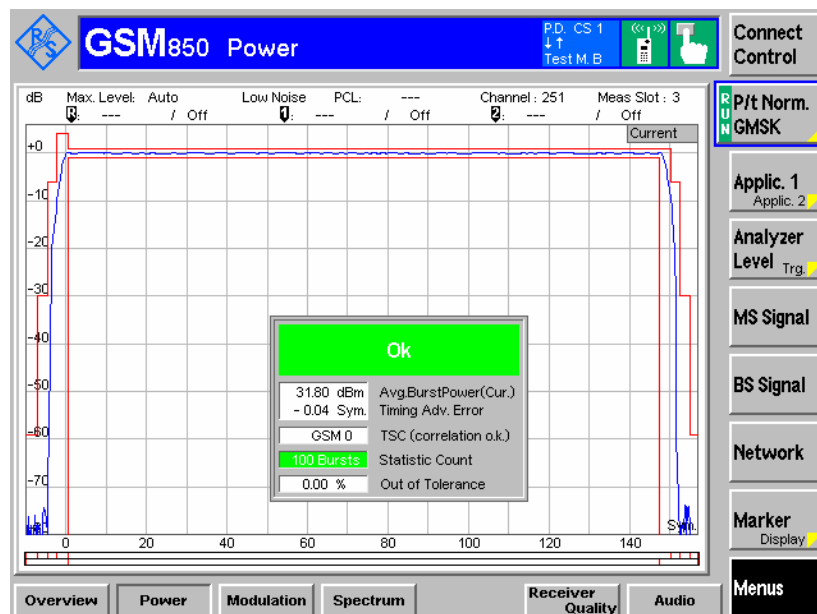 R&S
GSM850 Power
P.D. CS 1
Test M. B
Connect Control
dB Max. Level: Auto Low Noise PCL: --- Channel : 251 Meas Slot : 3
R: --- / Off 1: --- / Off 2: --- / Off
Current
RUN
P/t Norm.
GMSK
+0
-10
-20
-30
-40
-50
-60
-70
Applic. 1
Applic. 2
Analyzer
Level Trg.
MS Signal
BS Signal
Network
Marker
Display
Menus
Ok
31.80 dBm Avg.BurstPower(Cur.)
- 0.04 Sym. Timing Adv. Error
GSM 0 TSC (correlation o.k.)
100 Bursts Statistic Count
0.00 % Out of Tolerance
Sym.
0 20 40 60 80 100 120 140
Overview Power Modulation Spectrum Receiver Quality Audio